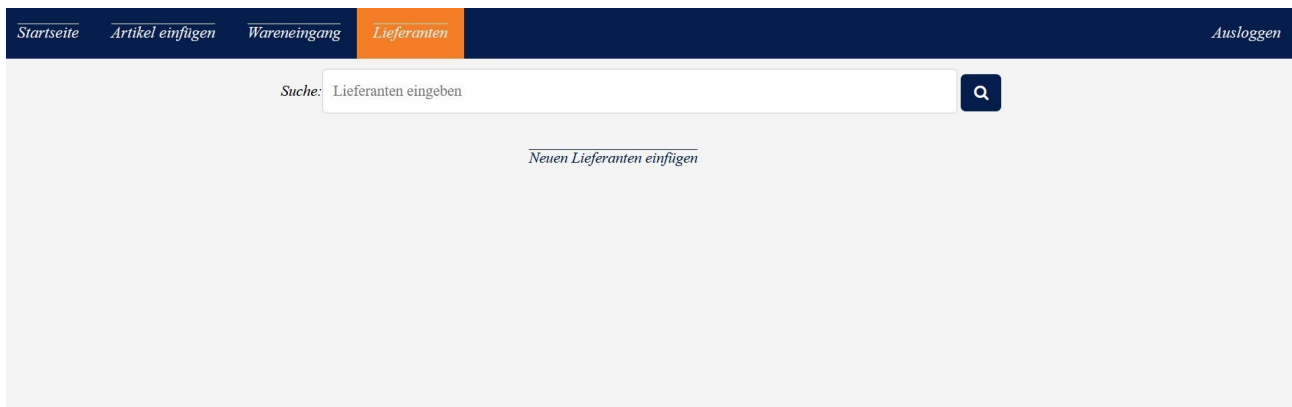 Startseite Artikel einfügen Wareneingang Lieferanten Ausloggen
Suche: Lieferanten eingeben
Neuen Lieferanten einfügen